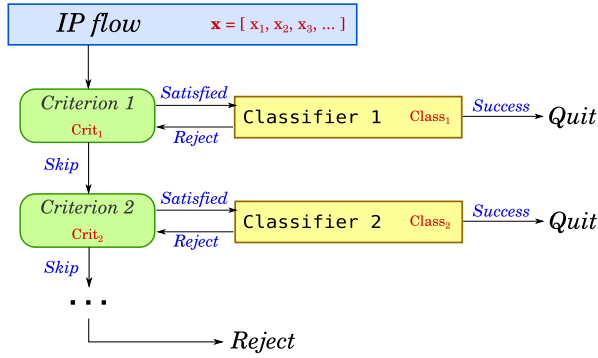 IP flow x = [ x₁, x₂, x₃, ... ]
Criterion 1 Satisfied Classifier 1 Class₁ Success Quit
Crit₁ Reject
Skip
Criterion 2 Satisfied Classifier 2 Class₂ Success Quit
Crit₂ Reject
Skip
...
Reject